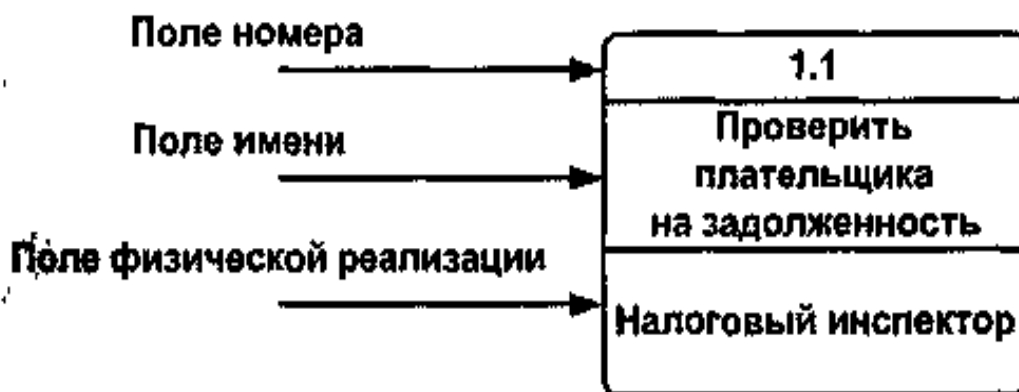 Поле номера
1.1
Поле имени
Проверить
плательщика
на задолженность
Поле физической реализации
Налоговый инспектор